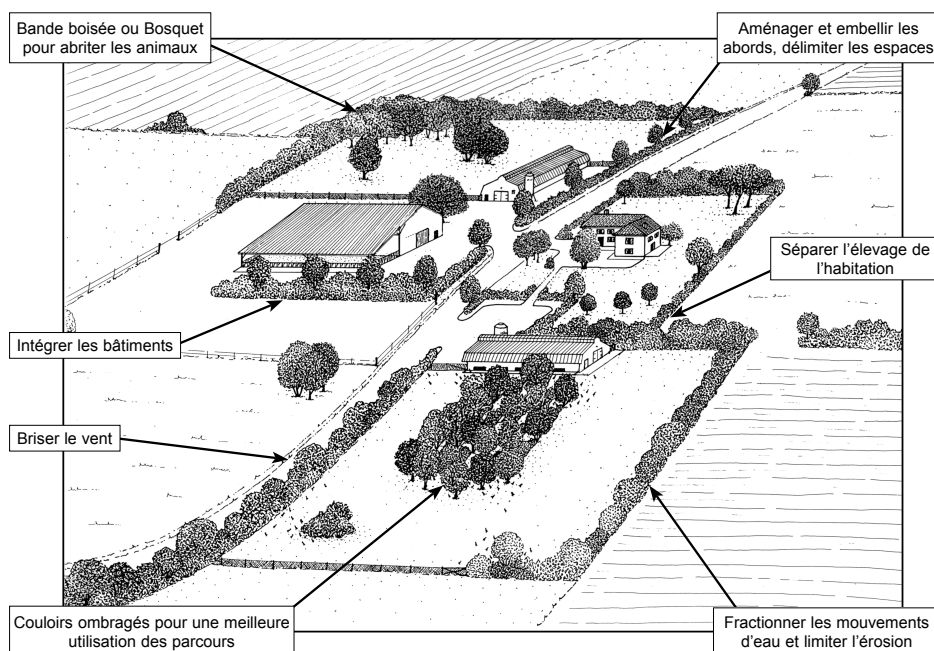 Bande boisée ou Bosquet
pour abriter les animaux
Aménager et embellir les
abords, délimiter les espaces
Séparer l’élevage de
l’habitation
Intégrer les bâtiments
Briser le vent
Couloirs ombragés pour une meilleure
utilisation des parcours
Fractionner les mouvements
d’eau et limiter l’érosion